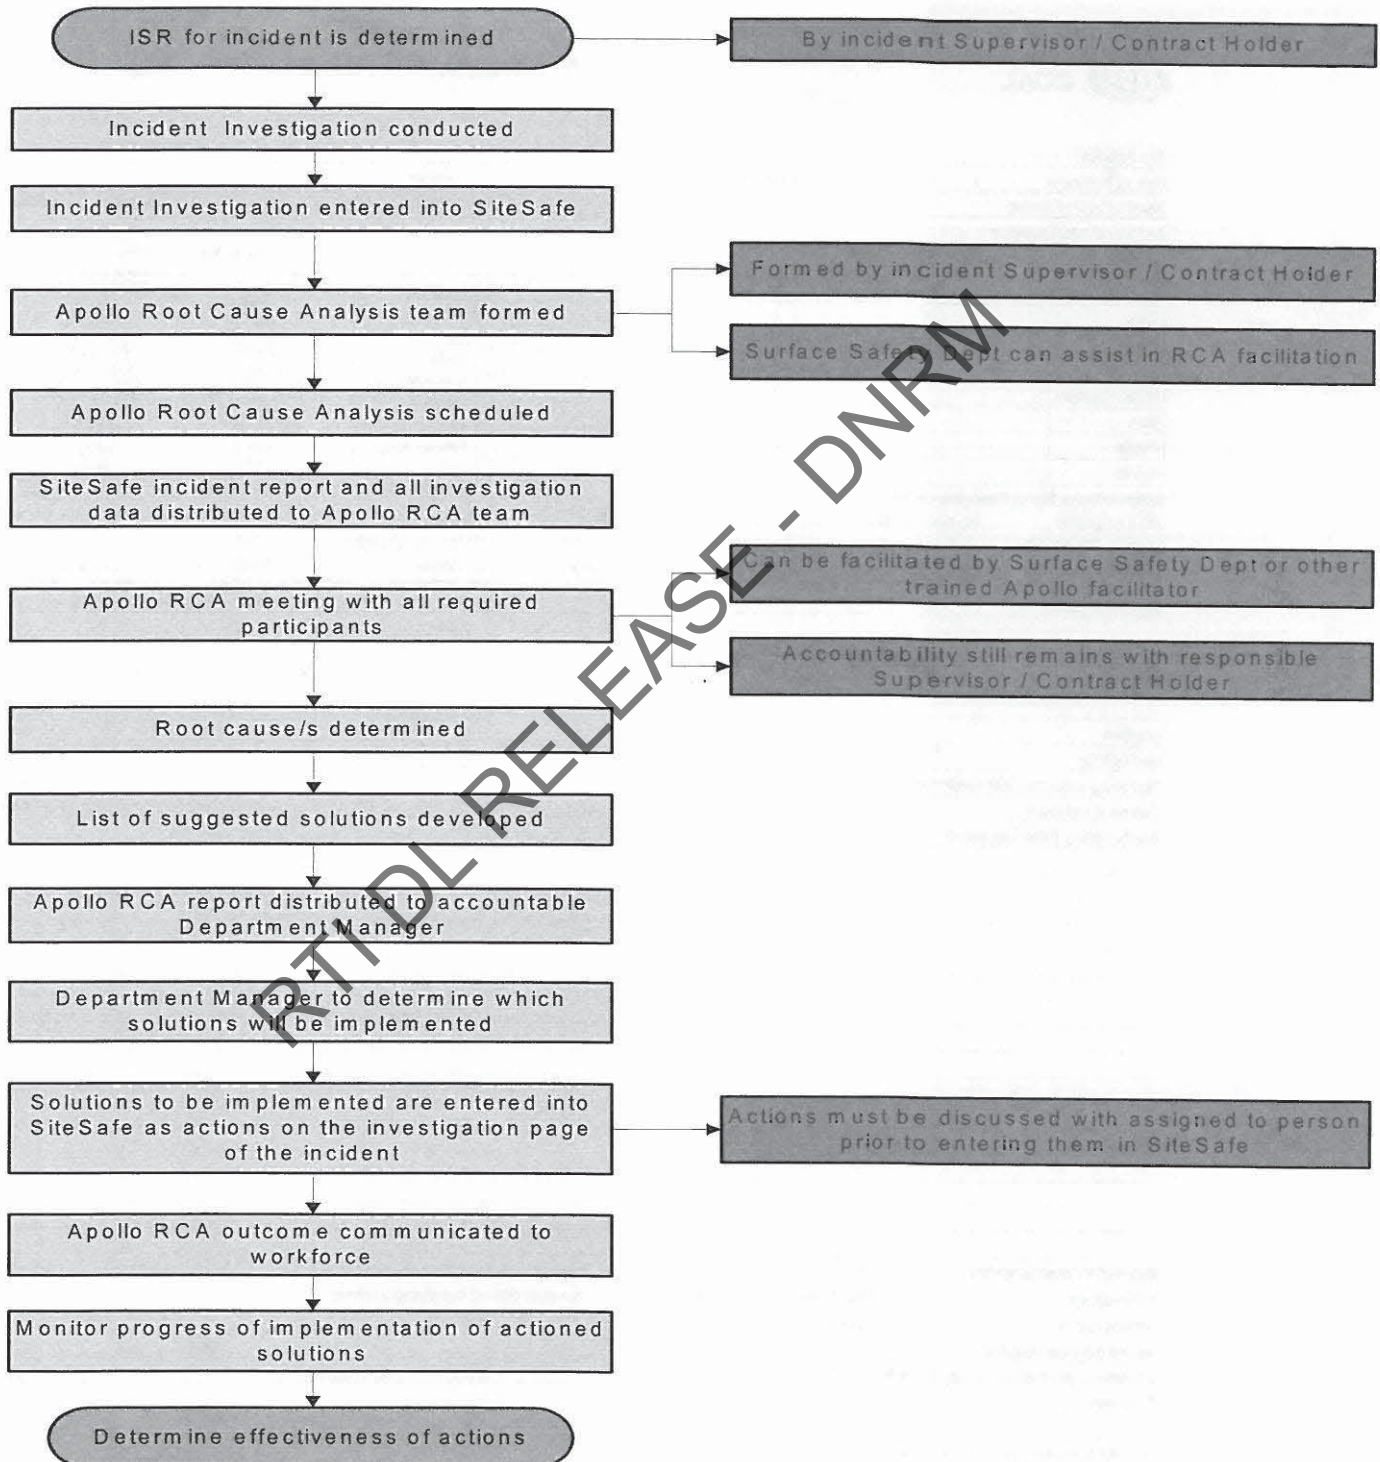 ISR for incident is determined
By incident Supervisor / Contract Holder
Incident Investigation conducted
Incident Investigation entered into SiteSafe
Formed by incident Supervisor / Contract Holder
Apollo Root Cause Analysis team formed
Surface Safety Dept can assist in RCA facilitation
Apollo Root Cause Analysis scheduled
SiteSafe incident report and all investigation
data distributed to Apollo RCA team
Can be facilitated by Surface Safety Dept or other
trained Apollo facilitator
Apollo RCA meeting with all required
participants
Accountability still remains with responsible
Supervisor / Contract Holder
Root cause/s determined
List of suggested solutions developed
Apollo RCA report distributed to accountable
Department Manager
Department Manager to determine which
solutions will be implemented
Solutions to be implemented are entered into
SiteSafe as actions on the investigation page
of the incident
Actions must be discussed with assigned to person
prior to entering them in SiteSafe
Apollo RCA outcome communicated to
workforce
Monitor progress of implementation of actioned
solutions
Determine effectiveness of actions
RTI DL RELEASE - DNRM